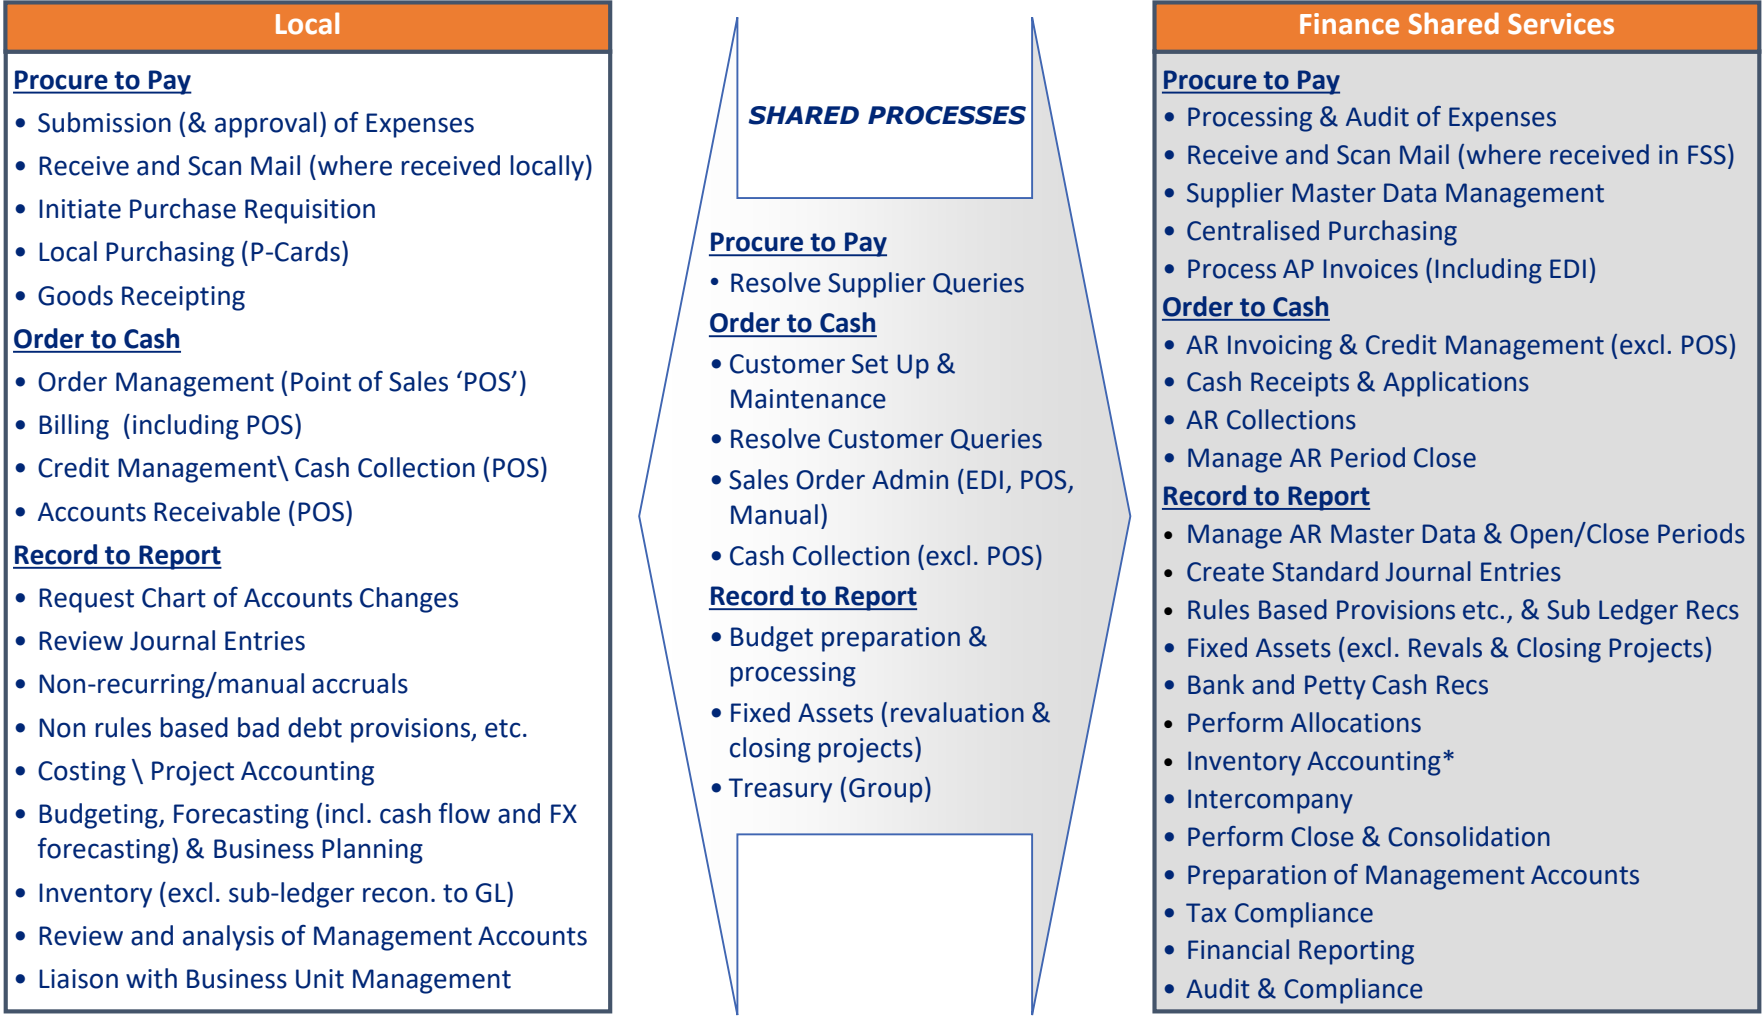 Local
Procure to Pay
• Submission (& approval) of Expenses
• Receive and Scan Mail (where received locally)
• Initiate Purchase Requisition
• Local Purchasing (P-Cards)
• Goods Receipting
Order to Cash
• Order Management (Point of Sales ‘POS’)
• Billing  (including POS)
• Credit Management\ Cash Collection (POS)
• Accounts Receivable (POS)
Record to Report
• Request Chart of Accounts Changes
• Review Journal Entries
• Non-recurring/manual accruals
• Non rules based bad debt provisions, etc.
• Costing \ Project Accounting
• Budgeting, Forecasting (incl. cash flow and FX
forecasting) & Business Planning
• Inventory (excl. sub-ledger recon. to GL)
• Review and analysis of Management Accounts
• Liaison with Business Unit Management
SHARED PROCESSES
Procure to Pay
• Resolve Supplier Queries
Order to Cash
• Customer Set Up &
Maintenance
• Resolve Customer Queries
• Sales Order Admin (EDI, POS,
Manual)
• Cash Collection (excl. POS)
Record to Report
• Budget preparation &
processing
• Fixed Assets (revaluation &
closing projects)
• Treasury (Group)
Finance Shared Services
Procure to Pay
• Processing & Audit of Expenses
• Receive and Scan Mail (where received in FSS)
• Supplier Master Data Management
• Centralised Purchasing
• Process AP Invoices (Including EDI)
Order to Cash
• AR Invoicing & Credit Management (excl. POS)
• Cash Receipts & Applications
• AR Collections
• Manage AR Period Close
Record to Report
• Manage AR Master Data & Open/Close Periods
• Create Standard Journal Entries
• Rules Based Provisions etc., & Sub Ledger Recs
• Fixed Assets (excl. Revals & Closing Projects)
• Bank and Petty Cash Recs
• Perform Allocations
• Inventory Accounting*
• Intercompany
• Perform Close & Consolidation
• Preparation of Management Accounts
• Tax Compliance
• Financial Reporting
• Audit & Compliance